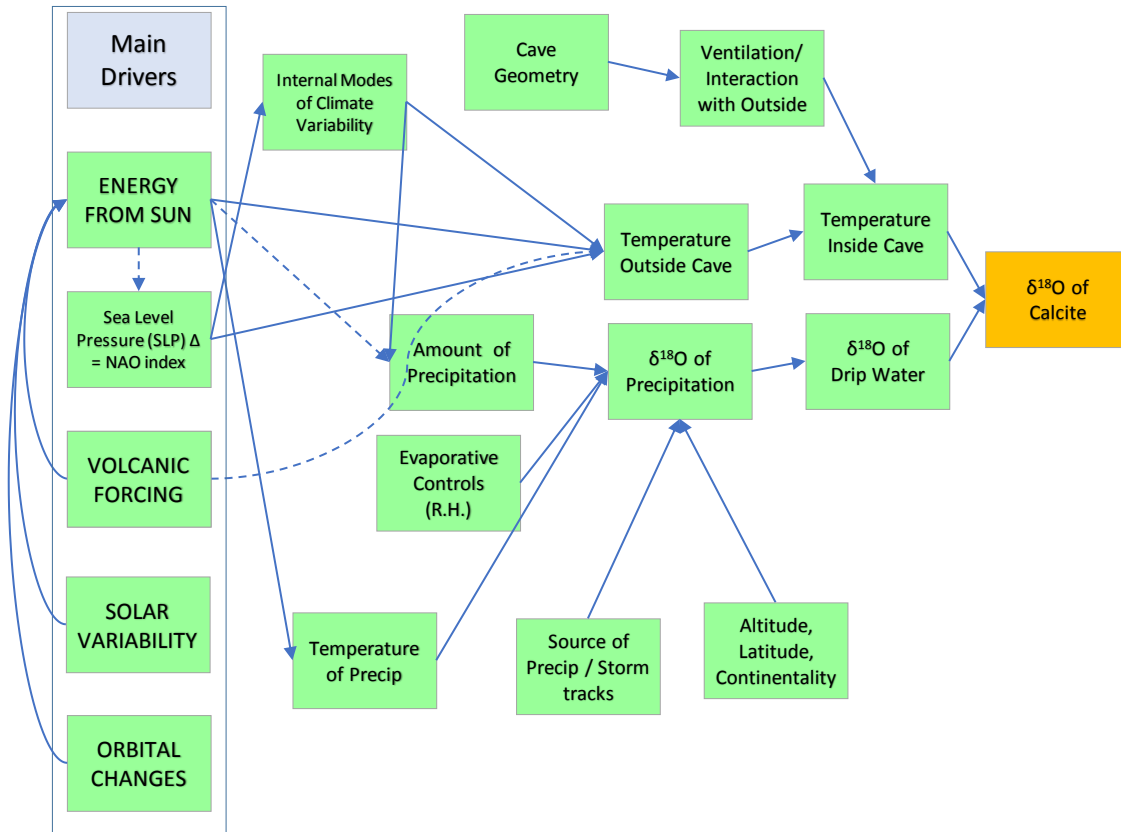 Main
Drivers
ENERGY
FROM SUN
Sea Level
Pressure (SLP) Δ
= NAO index
VOLCANIC
FORCING
SOLAR
VARIABILITY
ORBITAL
CHANGES
Internal Modes
of Climate
Variability
Cave
Geometry
Ventilation/
Interaction
with Outside
Temperature
Outside Cave
Temperature
Inside Cave
δ¹⁸O of
Calcite
Amount of
Precipitation
δ¹⁸O of
Precipitation
δ¹⁸O of
Drip Water
Evaporative
Controls
(R.H.)
Temperature
of Precip
Source of
Precip / Storm
tracks
Altitude,
Latitude,
Continentality